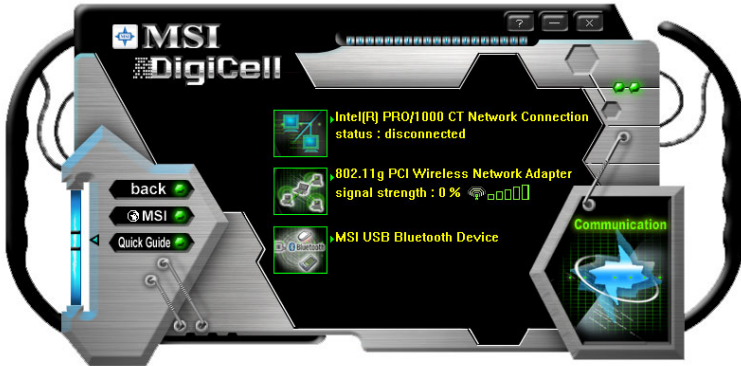 MSI
DigiCell
?
Intel(R) PRO/1000 CT Network Connection
status : disconnected
802.11g PCI Wireless Network Adapter
signal strength : 0 %
Bluetooth
MSI USB Bluetooth Device
back
MSI
Quick Guide
Communication